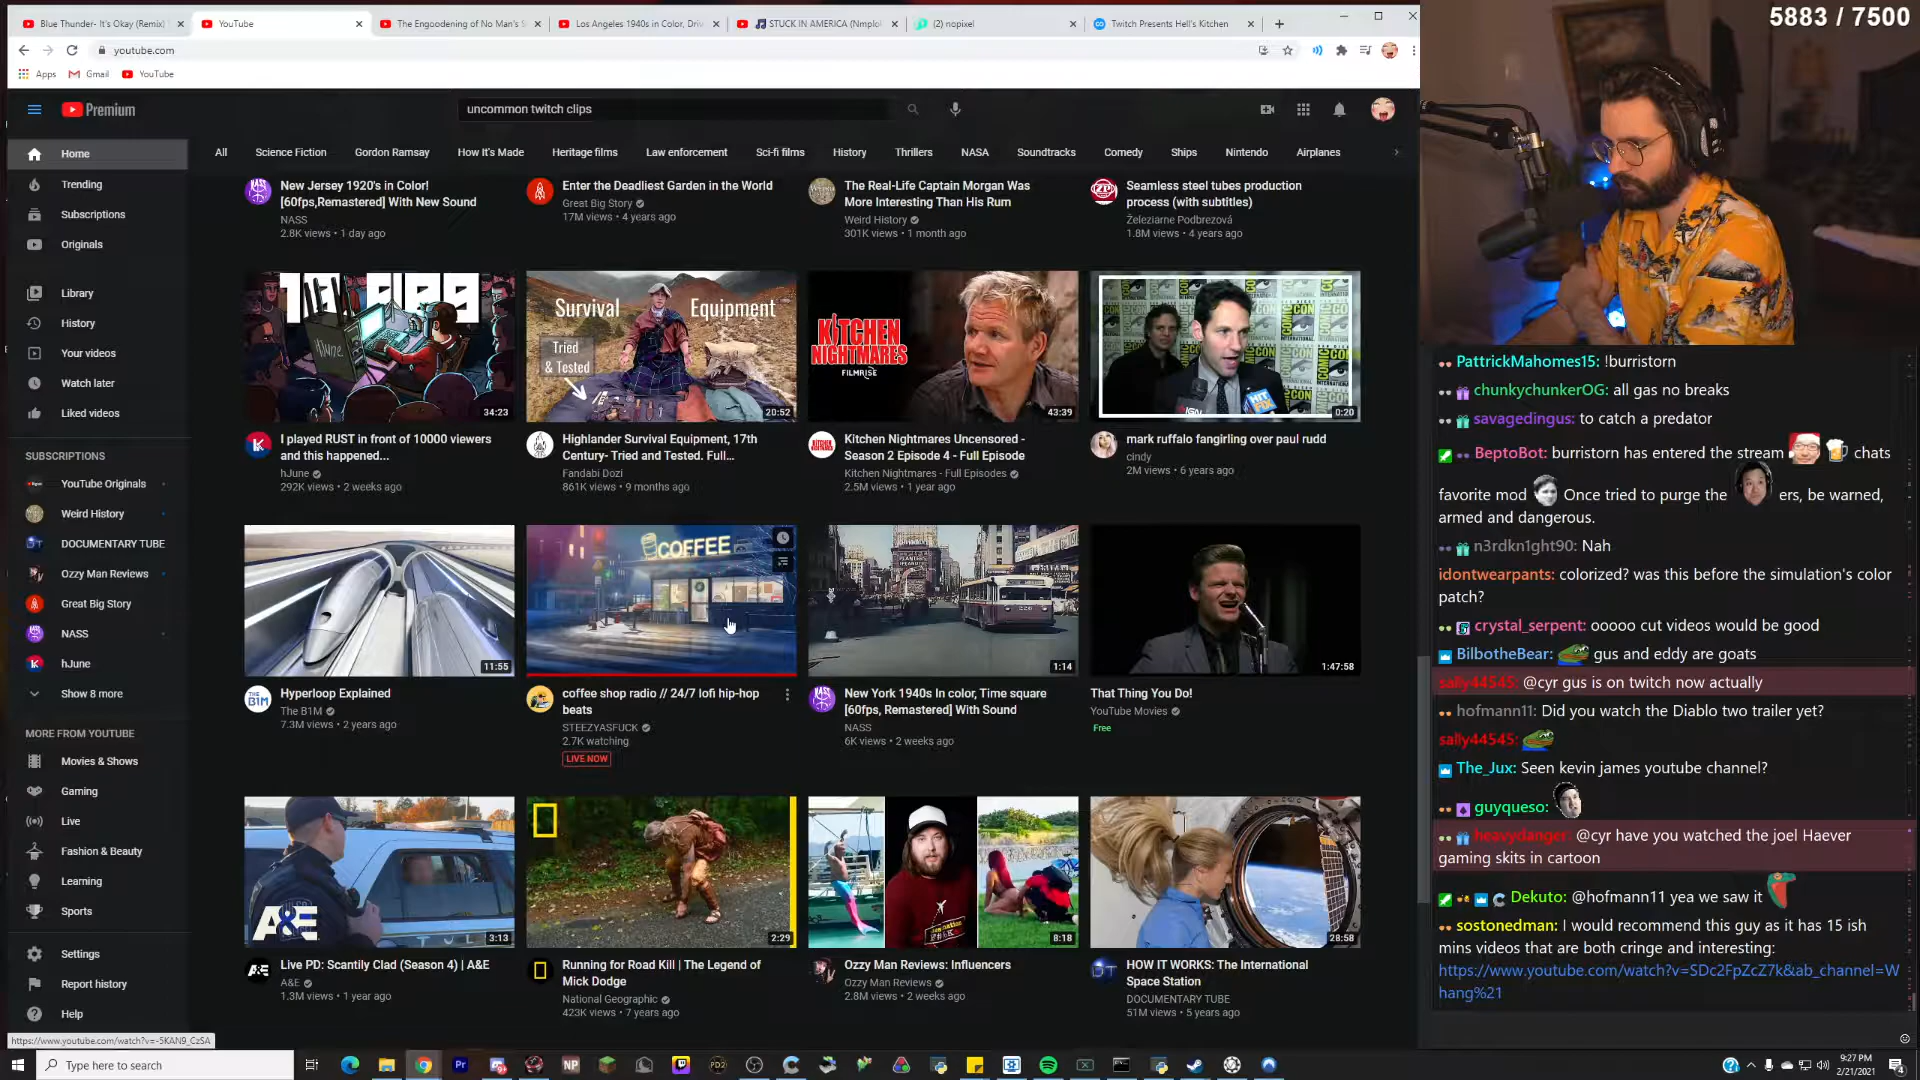 Blue Thunder- It's Okay (Remix)
YouTube
The Engoodening of No Man's S
Los Angeles 1940s in Color, Driv
STUCK IN AMERICA (Nmplol
(2) nopixel
Twitch Presents Hell's Kitchen
5883 / 7500
youtube.com
Apps
Gmail
YouTube
Premium
uncommon twitch clips
Home
Trending
Subscriptions
Originals
Library
History
Your videos
Watch later
Liked videos
SUBSCRIPTIONS
YouTube Originals
Weird History
DOCUMENTARY TUBE
Ozzy Man Reviews
Great Big Story
NASS
hJune
Show 8 more
MORE FROM YOUTUBE
Movies & Shows
Gaming
Live
Fashion & Beauty
Learning
Sports
Settings
Report history
Help
https://www.youtube.com/watch?v=-5KAN9_CzSA
All
Science Fiction
Gordon Ramsay
How It's Made
Heritage films
Law enforcement
Sci-fi films
History
Thrillers
NASA
Soundtracks
Comedy
Ships
Nintendo
Airplanes
New Jersey 1920's in Color!
[60fps,Remastered] With New Sound
NASS
2.8K views • 1 day ago
Enter the Deadliest Garden in the World
Great Big Story
17M views • 4 years ago
The Real-Life Captain Morgan Was
More Interesting Than His Rum
Weird History
301K views • 1 month ago
Seamless steel tubes production
process (with subtitles)
Železiarne Podbrezová
1.8M views • 4 years ago
34:23
I played RUST in front of 10000 viewers
and this happened...
hJune
292K views • 2 weeks ago
Survival Equipment
Tried
& Tested
20:52
Highlander Survival Equipment, 17th
Century- Tried and Tested. Full...
Fandabi Dozi
861K views • 9 months ago
KITCHEN
NIGHTMARES
FILMRISE
43:39
Kitchen Nightmares Uncensored -
Season 2 Episode 4 - Full Episode
Kitchen Nightmares - Full Episodes
2.5M views • 1 year ago
IGN
HIT
FIX
0:20
mark ruffalo fangirling over paul rudd
cindy
2M views • 6 years ago
11:55
THE
B1M
Hyperloop Explained
The B1M
7.3M views • 2 years ago
COFFEE
coffee shop radio // 24/7 lofi hip-hop
beats
STEEZYASFUCK
2.7K watching
LIVE NOW
1:14
New York 1940s In color, Time square
[60fps, Remastered] With Sound
NASS
6K views • 2 weeks ago
1:47:58
That Thing You Do!
YouTube Movies
Free
A&E
3:13
Live PD: Scantily Clad (Season 4) | A&E
A&E
1.3M views • 1 year ago
2:29
Running for Road Kill | The Legend of
Mick Dodge
National Geographic
423K views • 7 years ago
8:18
Ozzy Man Reviews: Influencers
Ozzy Man Reviews
2.8M views • 2 weeks ago
28:58
HOW IT WORKS: The International
Space Station
DOCUMENTARY TUBE
51M views • 5 years ago
PattrickMahomes15: !burristorn
chunkychunkerOG: all gas no breaks
savagedingus: to catch a predator
BeptoBot: burristorn has entered the stream chats
favorite mod Once tried to purge the ers, be warned,
armed and dangerous.
n3rdkn1ght90: Nah
idontwearpants: colorized? was this before the simulation's color
patch?
crystal_serpent: ooooo cut videos would be good
BilbotheBear: gus and eddy are goats
sally44545: @cyr gus is on twitch now actually
hofmann11: Did you watch the Diablo two trailer yet?
sally44545:
The_Jux: Seen kevin james youtube channel?
guyqueso:
heavydanger: @cyr have you watched the joel Haever
gaming skits in cartoon
Dekuto: @hofmann11 yea we saw it
sostonedman: I would recommend this guy as it has 15 ish
mins videos that are both cringe and interesting:
https://www.youtube.com/watch?v=SDc2FpZcZ7k&ab_channel=W
hang%21
Type here to search
Pr
NP
PD2
9:27 PM
2/21/2021